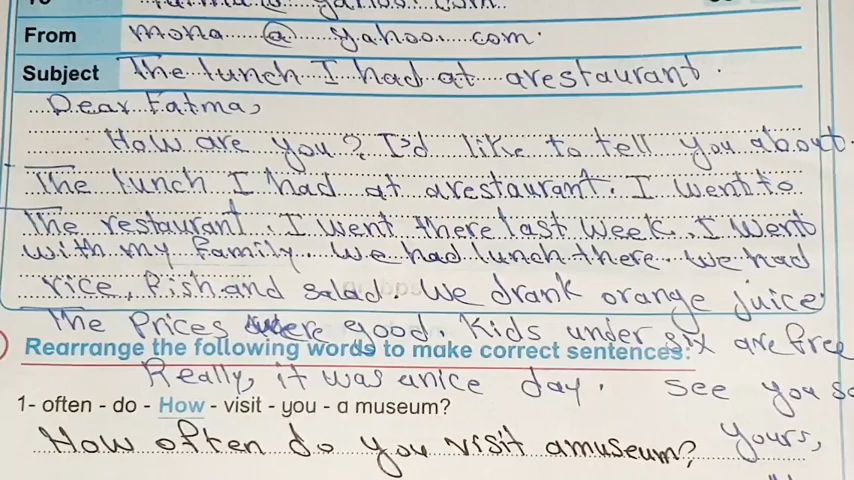 To fatma @ yahoo. com
From mona @ yahoo. com.
Subject The lunch I had at arestaurant.
Dear Fatma,
How are you? I'd like to tell you about
The lunch I had at arestaurant. I went to
The restaurant. I went there last week. I went
with my family. we had lunch there. we had
rice, fish and salad. We drank orange juice.
The Prices were good. Kids under six are free
Rearrange the following words to make correct sentences:
Really, it was anice day. see you
1- often - do - How - visit - you - a museum?
How often do you visit amuseum? yours,